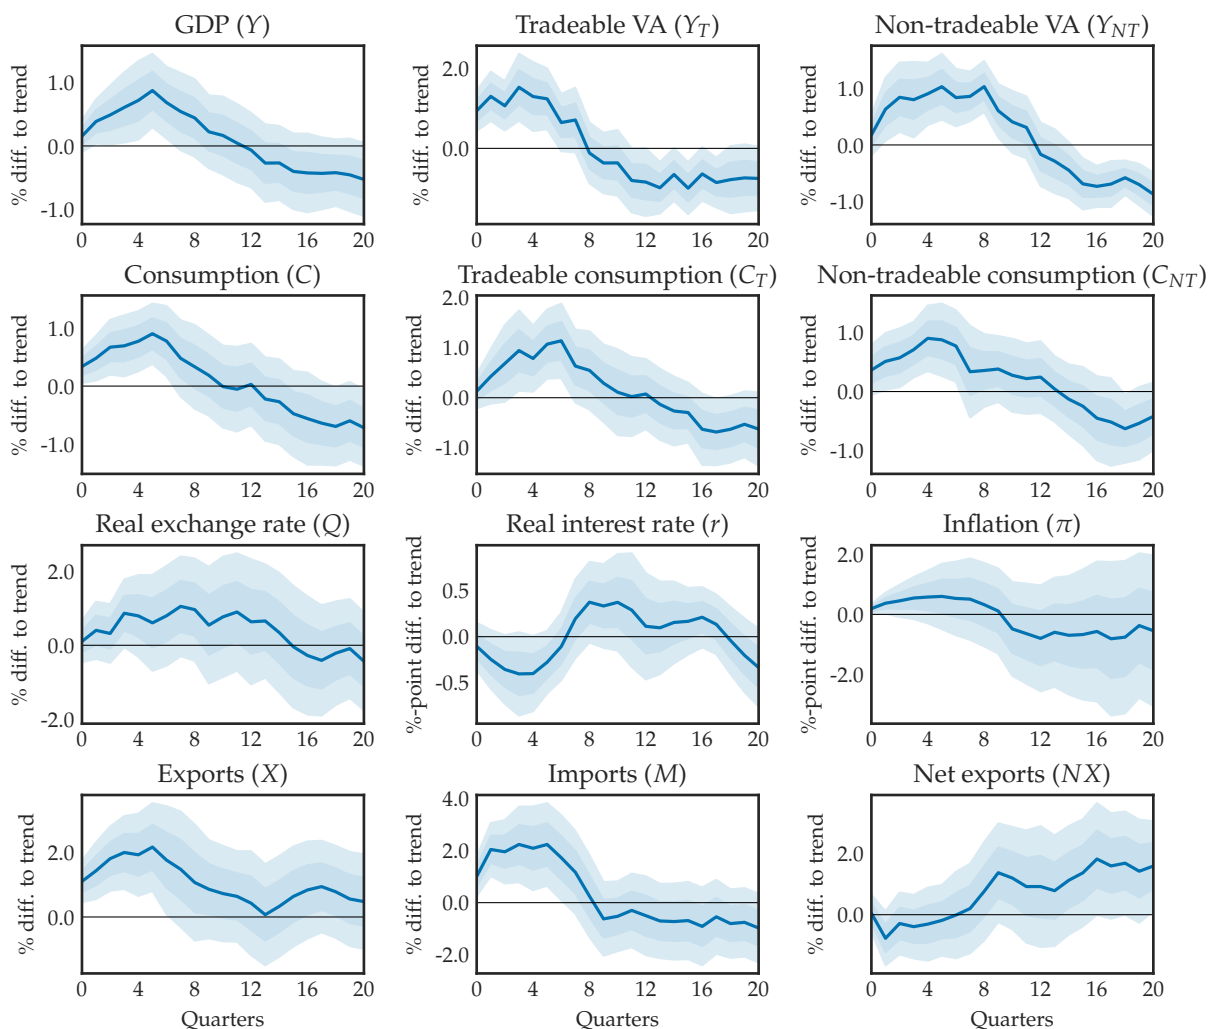 GDP (Y) Tradeable VA (Y_T) Non-tradeable VA (Y_NT)
% diff. to trend
1.0
0.0
-1.0
0 4 8 12 16 20
% diff. to trend
2.0
0.0
0 4 8 12 16 20
% diff. to trend
1.0
0.0
-1.0
0 4 8 12 16 20
Consumption (C) Tradeable consumption (C_T) Non-tradeable consumption (C_NT)
% diff. to trend
1.0
0.0
-1.0
0 4 8 12 16 20
% diff. to trend
2.0
1.0
0.0
-1.0
0 4 8 12 16 20
% diff. to trend
1.0
0.0
-1.0
0 4 8 12 16 20
Real exchange rate (Q) Real interest rate (r) Inflation (π)
% diff. to trend
2.0
0.0
-2.0
0 4 8 12 16 20
%-point diff. to trend
0.5
0.0
-0.5
0 4 8 12 16 20
%-point diff. to trend
2.0
0.0
-2.0
0 4 8 12 16 20
Exports (X) Imports (M) Net exports (NX)
% diff. to trend
2.0
0.0
0 4 8 12 16 20
Quarters
% diff. to trend
4.0
2.0
0.0
-2.0
0 4 8 12 16 20
Quarters
% diff. to trend
2.0
0.0
0 4 8 12 16 20
Quarters